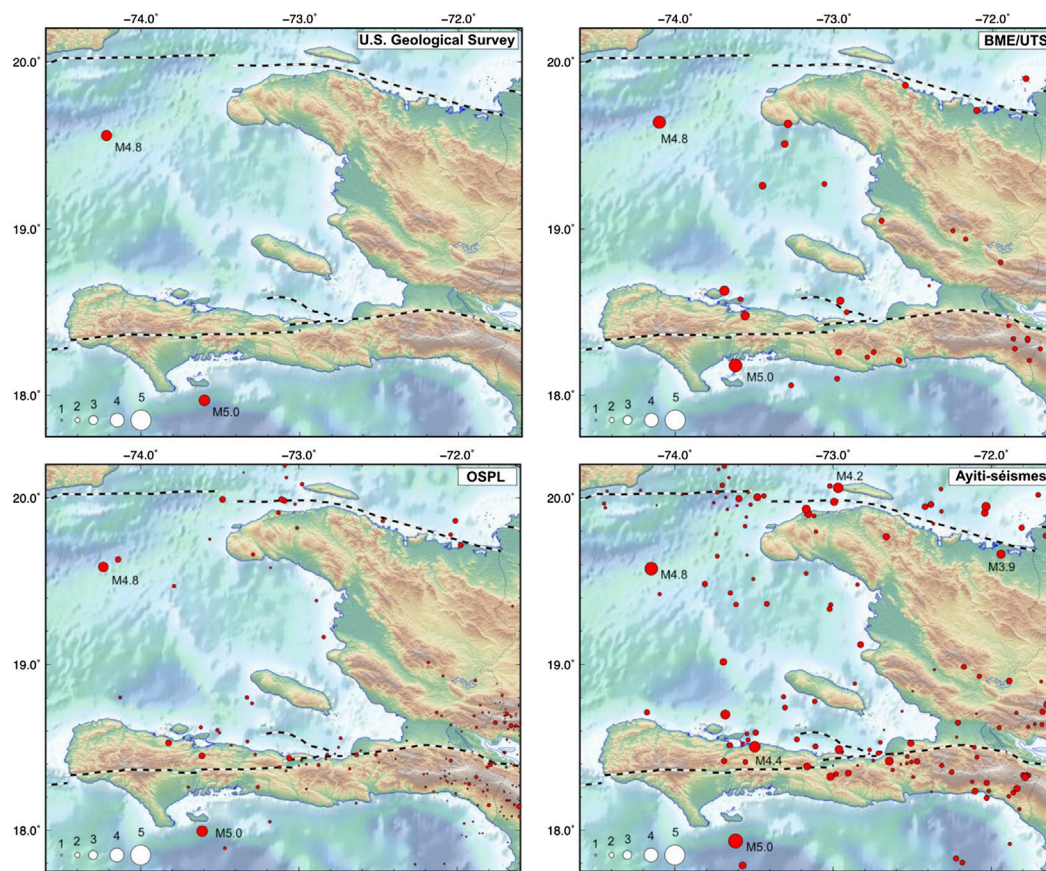 -74.0° -73.0° -72.0° -74.0° -73.0° -72.0°
U.S. Geological Survey BME/UTS
20.0° 20.0°
M4.8 M4.8
19.0° 19.0°
M5.0
18.0° M5.0 18.0°
1 2 3 4 5 1 2 3 4 5
-74.0° -73.0° -72.0° -74.0° -73.0° -72.0°
OSPL Ayiti-séismes
20.0° M4.2 20.0°
M4.8 M4.8 M3.9
19.0° 19.0°
M4.4
18.0° M5.0 M5.0 18.0°
1 2 3 4 5 1 2 3 4 5